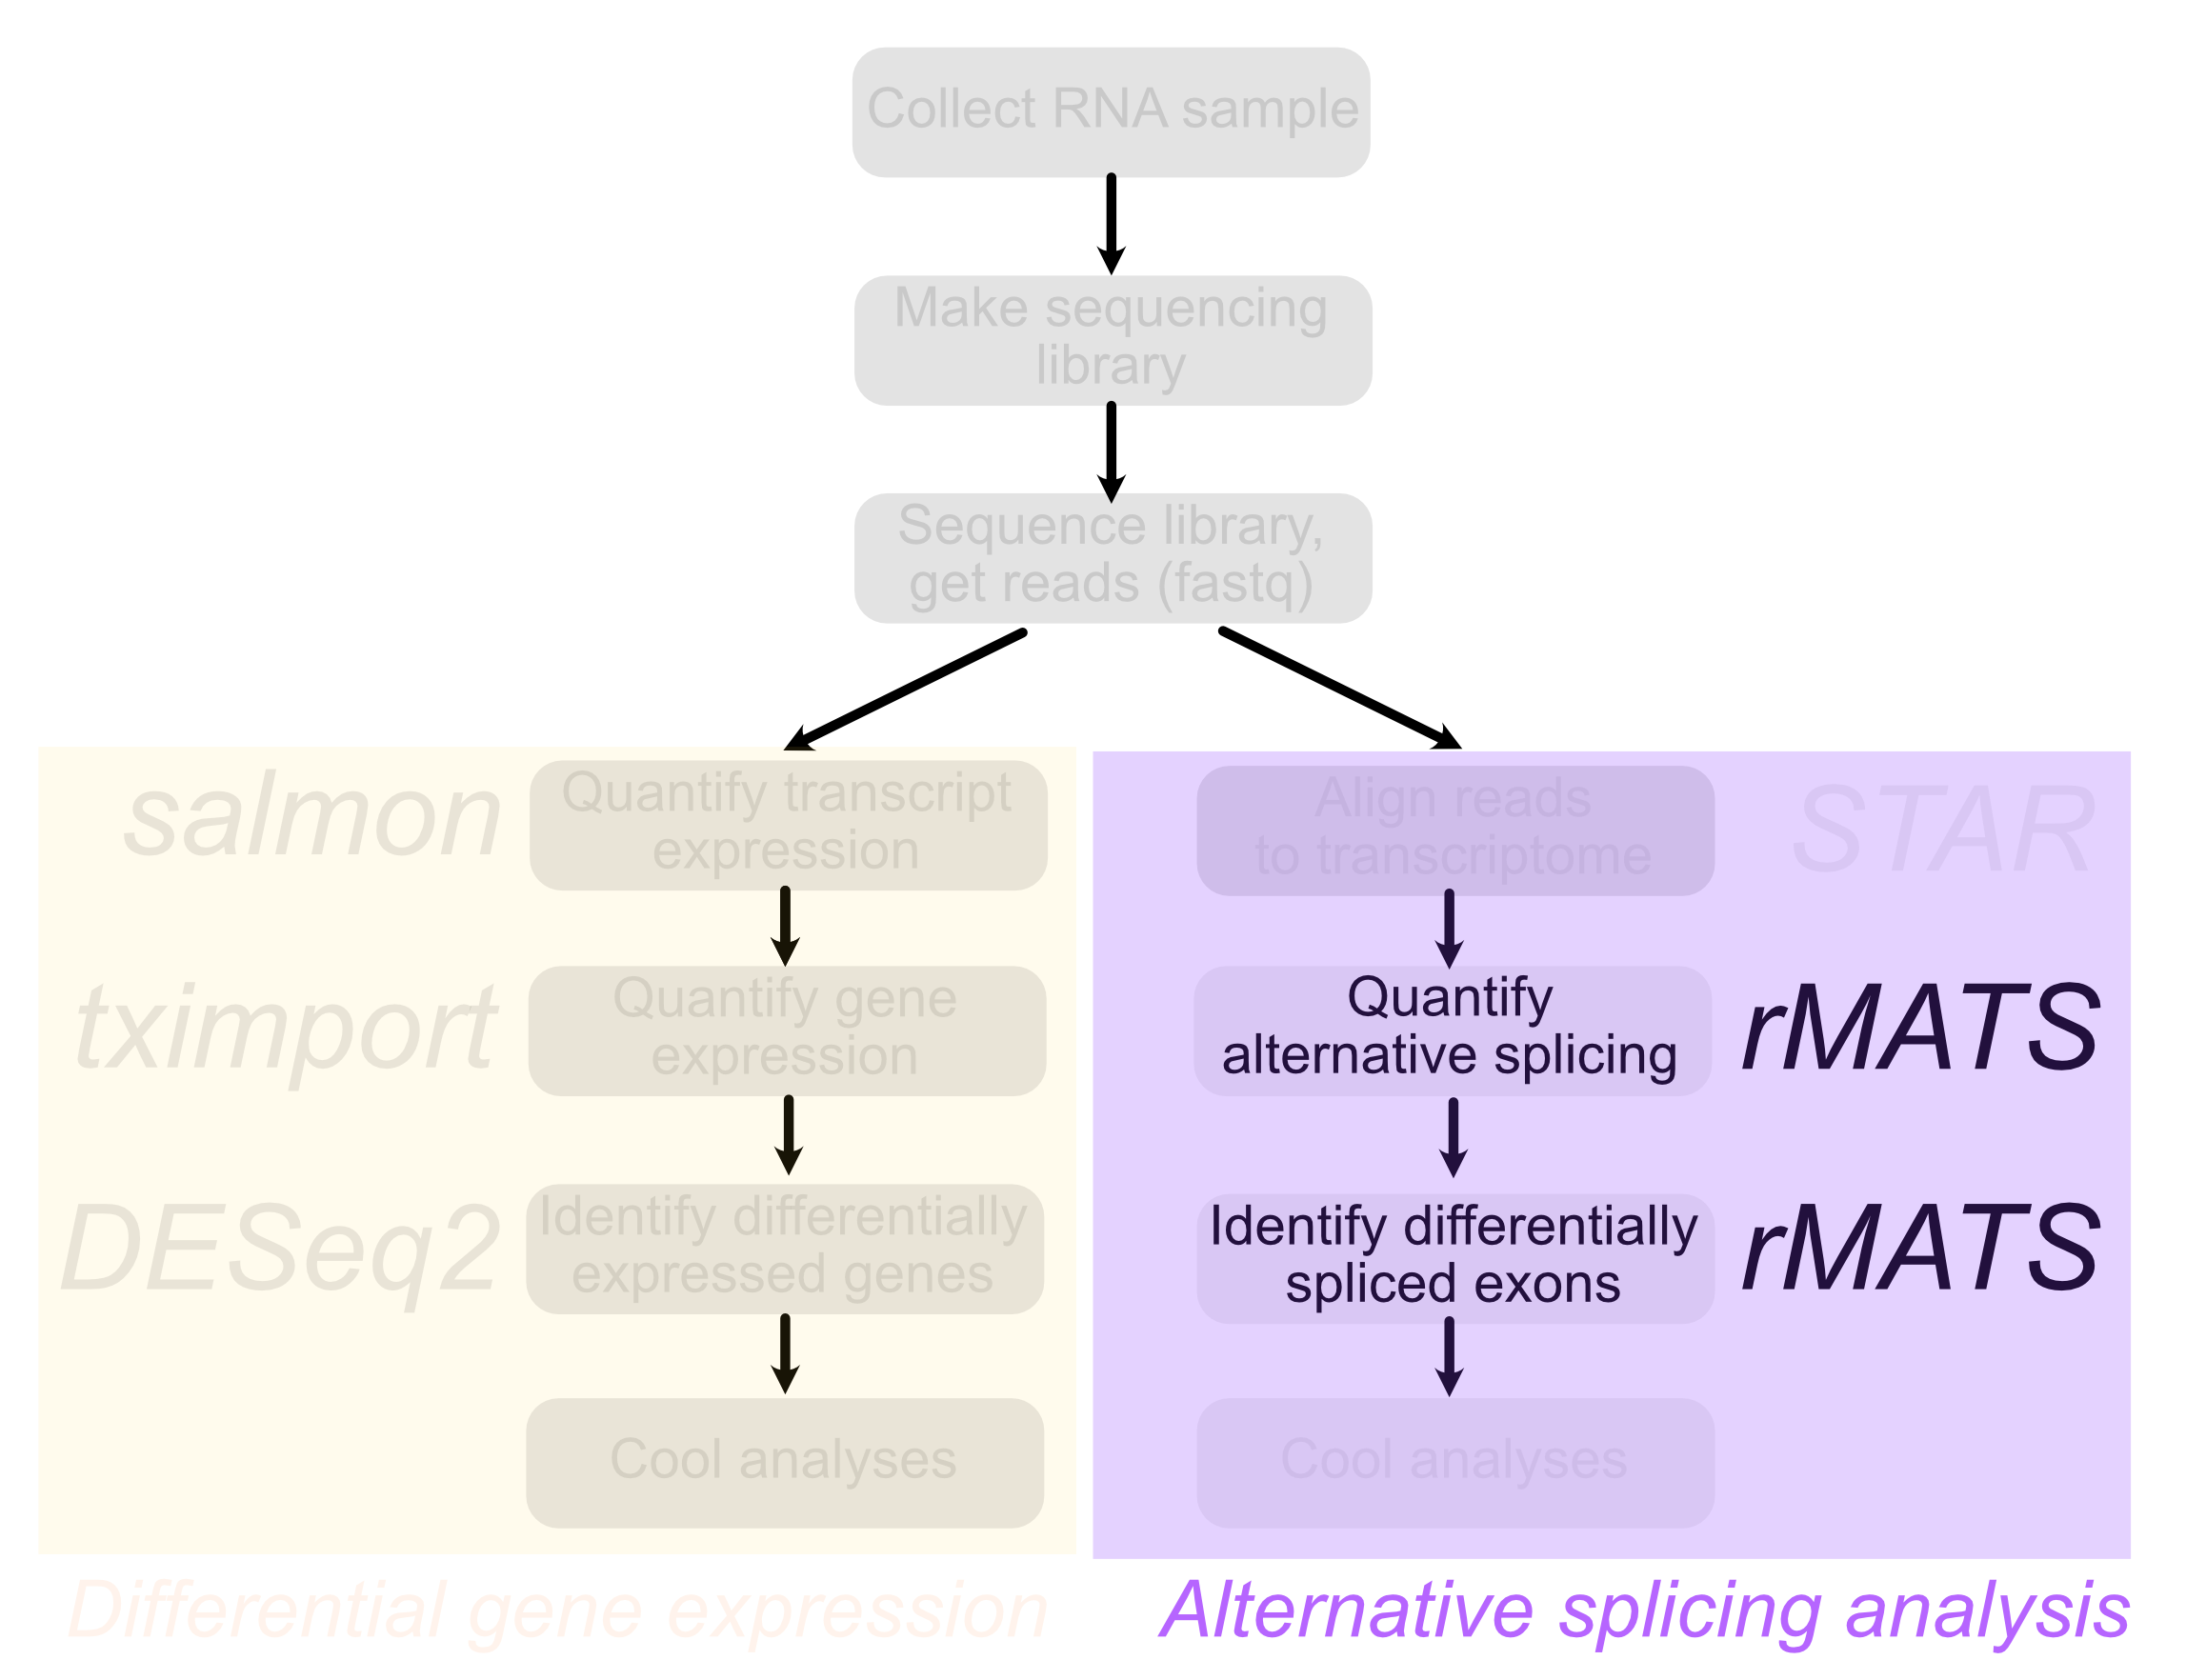 Collect RNA sample
Make sequencing
library
Sequence library,
get reads (fastq)
salmon
Quantify transcript
expression
tximport
Quantify gene
expression
DESeq2
Identify differentially
expressed genes
Cool analyses
Differential gene expression
Align reads
to transcriptome
STAR
Quantify
alternative splicing
rMATS
Identify differentially
spliced exons
rMATS
Cool analyses
Alternative splicing analysis